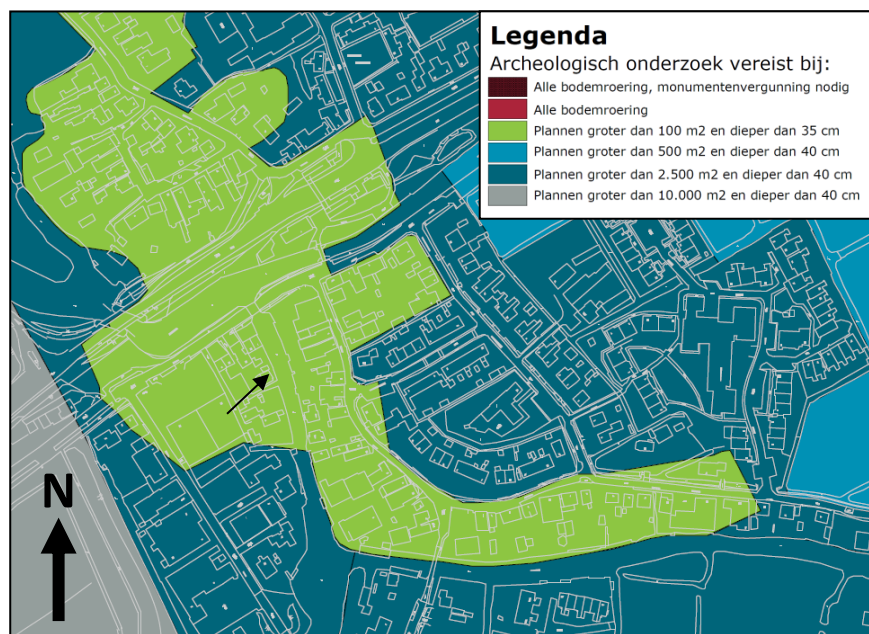 Legenda
Archeologisch onderzoek vereist bij:
Alle bodemroering, monumentenvergunning nodig
Alle bodemroering
Plannen groter dan 100 m2 en dieper dan 35 cm
Plannen groter dan 500 m2 en dieper dan 40 cm
Plannen groter dan 2.500 m2 en dieper dan 40 cm
Plannen groter dan 10.000 m2 en dieper dan 40 cm
N